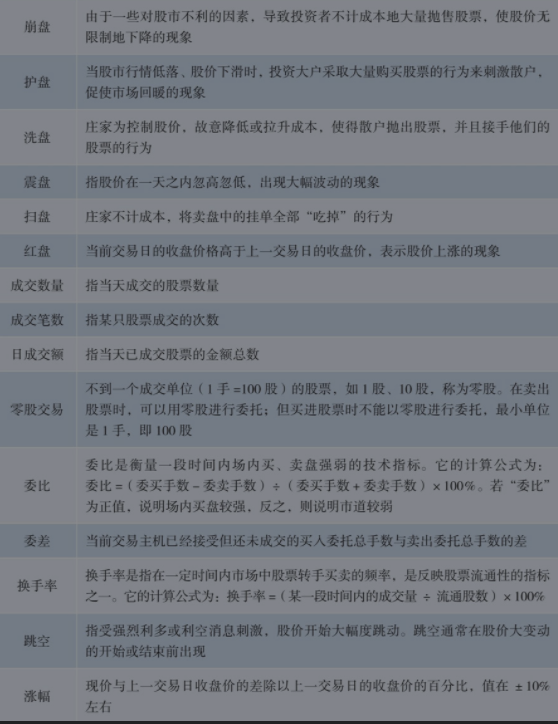 崩盘
由于一些对股市不利的因素，导致投资者不计成本地大量抛售股票，使股价无
限制地下降的现象
护盘
当股市行情低落、股价下滑时，投资大户采取大量购买股票的行为来刺激散户，
促使市场回暖的现象
洗盘
庄家为控制股价，故意降低或拉升成本，使得散户抛出股票，并且接手他们的
股票的行为
震盘
指股价在一天之内忽高忽低，出现大幅波动的现象
扫盘
庄家不计成本，将卖盘中的挂单全部“吃掉”的行为
红盘
当前交易日的收盘价格高于上一交易日的收盘价，表示股价上涨的现象
成交数量
指当天成交的股票数量
成交笔数
指某只股票成交的次数
日成交额
指当天已成交股票的金额总数
零股交易
不到一个成交单位（1 手 =100 股）的股票，如 1 股、10 股，称为零股。在卖出
股票时，可以用零股进行委托；但买进股票时不能以零股进行委托，最小单位
是 1 手，即 100 股
委比
委比是衡量一段时间内场内买、卖盘强弱的技术指标。它的计算公式为：
委比 =（委买手数 – 委卖手数）÷（委买手数 + 委卖手数）× 100%。若“委比”
为正值，说明场内买盘较强，反之，则说明市道较弱
委差
当前交易主机已经接受但还未成交的买入委托总手数与卖出委托总手数的差
换手率
换手率是指在一定时间内市场中股票转手买卖的频率，是反映股票流通性的指标
之一。它的计算公式为：换手率 =（某一段时间内的成交量 ÷ 流通股数）× 100%
跳空
指受强烈利多或利空消息刺激，股价开始大幅度跳动。跳空通常在股价大变动
的开始或结束前出现
涨幅
现价与上一交易日收盘价的差除以上一交易日的收盘价的百分比，值在 ± 10%
左右